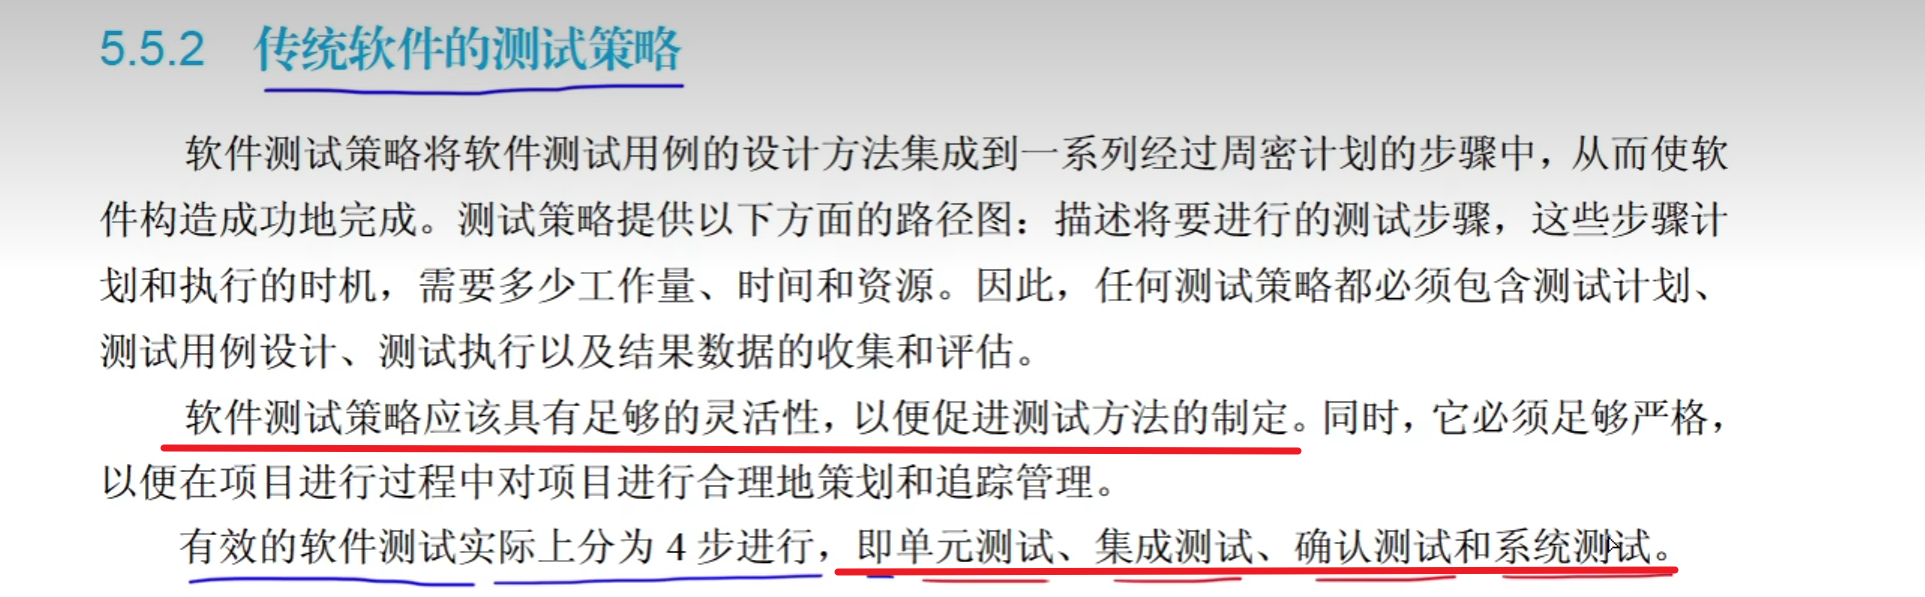 5.5.2 传统软件的测试策略
软件测试策略将软件测试用例的设计方法集成到一系列经过周密计划的步骤中，从而使软
件构造成功地完成。测试策略提供以下方面的路径图：描述将要进行的测试步骤，这些步骤计
划和执行的时机，需要多少工作量、时间和资源。因此，任何测试策略都必须包含测试计划、
测试用例设计、测试执行以及结果数据的收集和评估。
软件测试策略应该具有足够的灵活性，以便促进测试方法的制定。同时，它必须足够严格，
以便在项目进行过程中对项目进行合理地策划和追踪管理。
有效的软件测试实际上分为 4 步进行，即单元测试、集成测试、确认测试和系统测试。